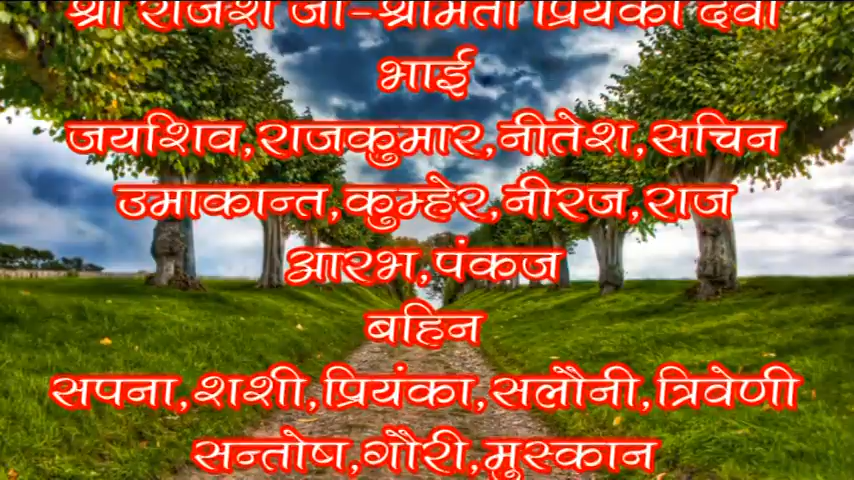 श्री राजेश जी-श्रीमती प्रियंका देवी
भाई
जयशिव,राजकुमार,नीतेश,सचिन
उमाकान्त,कुम्हेर,नीरज,राज
आरभ,पंकज
बहिन
सपना,शशी,प्रियंका,सलौनी,त्रिवेणी
सन्तोष,गौरी,मुस्कान